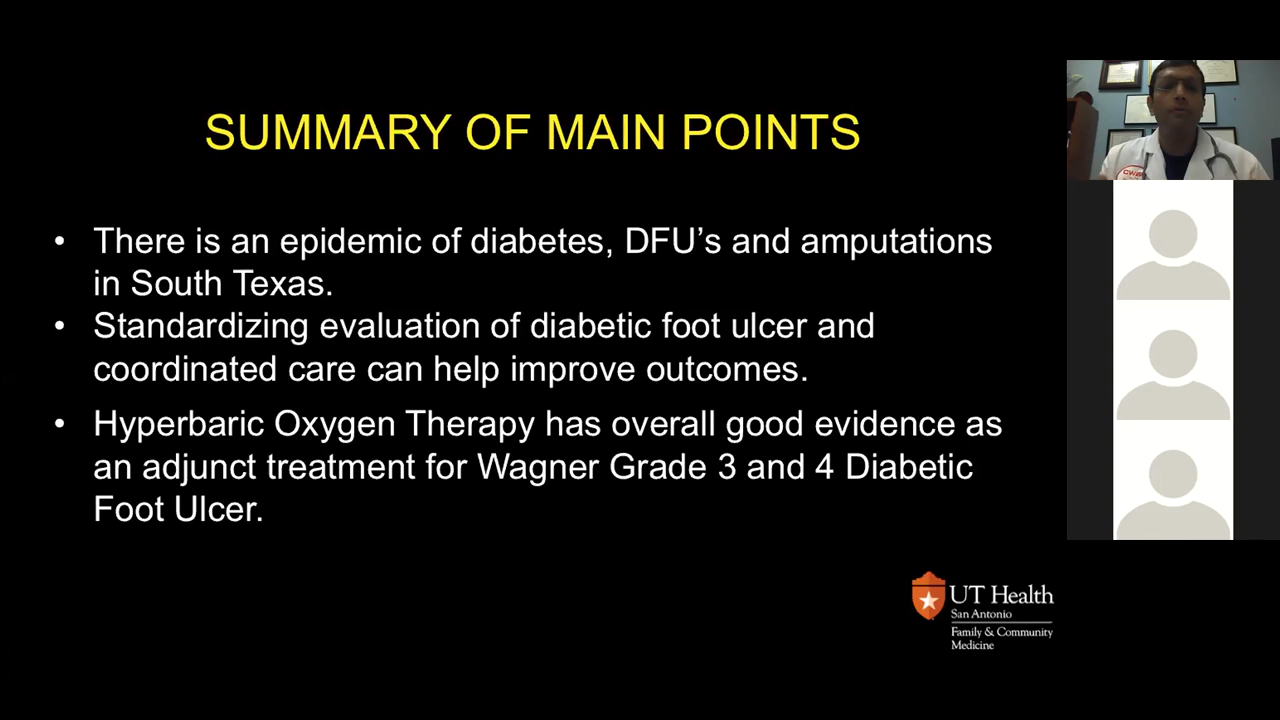 SUMMARY OF MAIN POINTS
• There is an epidemic of diabetes, DFU’s and amputations
in South Texas.
• Standardizing evaluation of diabetic foot ulcer and
coordinated care can help improve outcomes.
• Hyperbaric Oxygen Therapy has overall good evidence as
an adjunct treatment for Wagner Grade 3 and 4 Diabetic
Foot Ulcer.
UT Health
San Antonio
Family & Community
Medicine